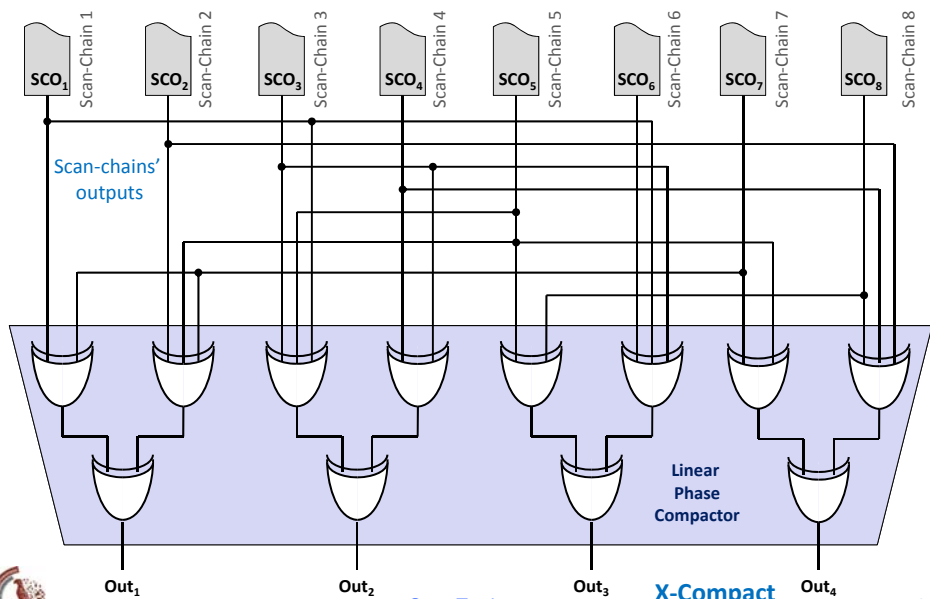 Scan-Chain 1
Scan-Chain 2
Scan-Chain 3
Scan-Chain 4
Scan-Chain 5
Scan-Chain 6
Scan-Chain 7
Scan-Chain 8
SCO₁
SCO₂
SCO₃
SCO₄
SCO₅
SCO₆
SCO₇
SCO₈
Scan-chains’
outputs
Linear
Phase
Compactor
Out₁
Out₂
Out₃
X-Compact
Out₄